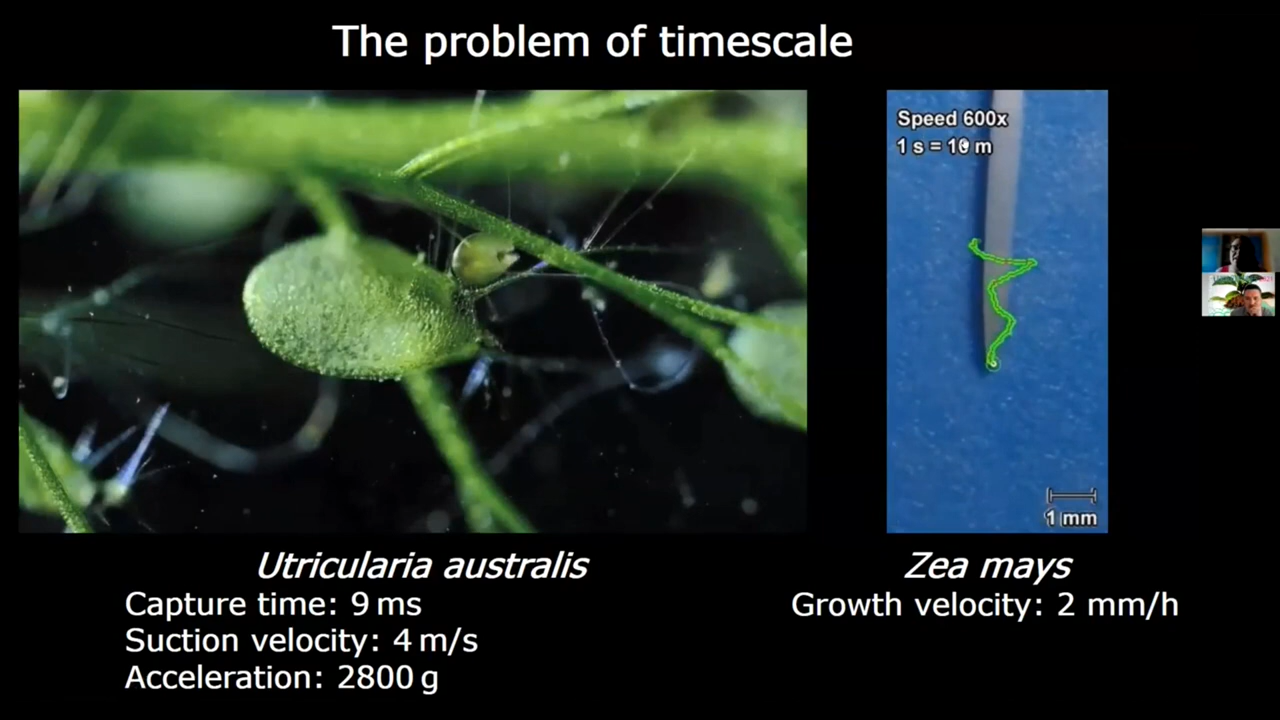 The problem of timescale
Speed 600x
1 s = 10 m
1 mm
Utricularia australis
Capture time: 9 ms
Suction velocity: 4 m/s
Acceleration: 2800 g
Zea mays
Growth velocity: 2 mm/h